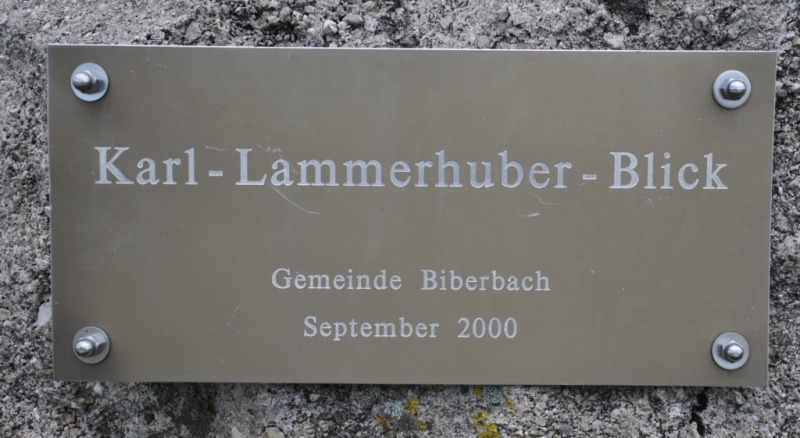 Karl-Lammerhuber-Blick
Gemeinde Biberbach
September 2000